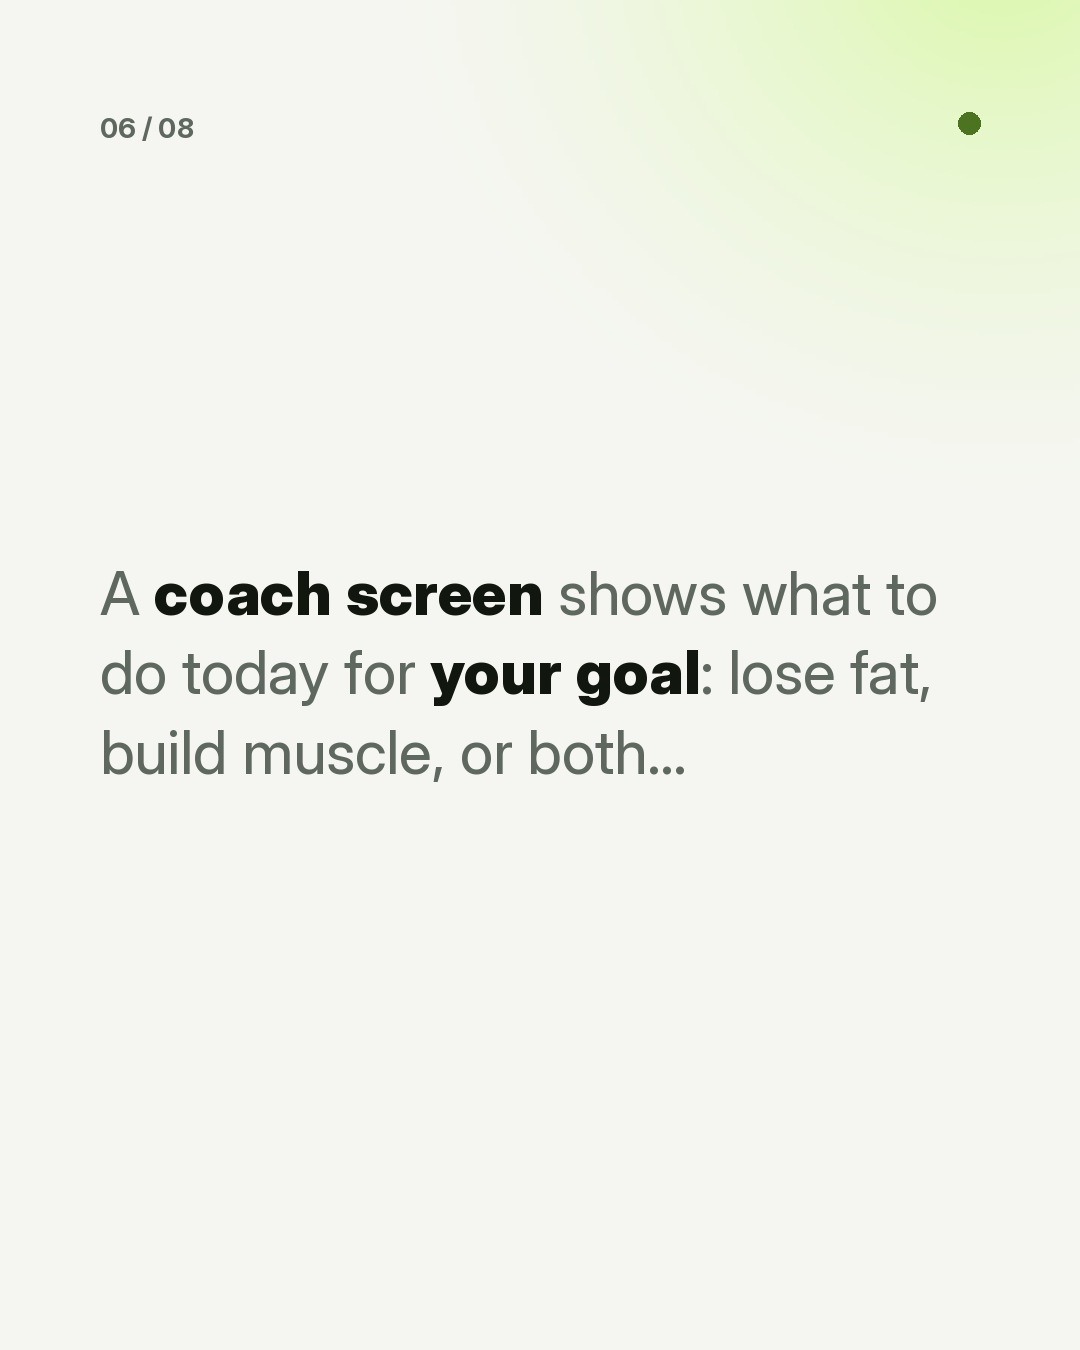 06 / 08
A coach screen shows what to
do today for your goal: lose fat,
build muscle, or both...